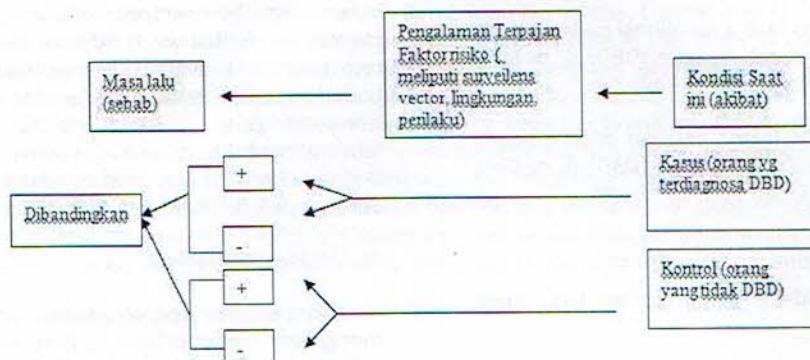 Pengalaman Terpajan
Faktor risiko (
meliputi surveilens
vector, lingkungan,
perilaku)
Masa lalu
(sebab)
Kondisi Saat
ini (akibat)
Kasus (orang yg
terdiagnosa DBD)
+
Dibandingkan
-
+
Kontrol (orang
yang tidak DBD)
-